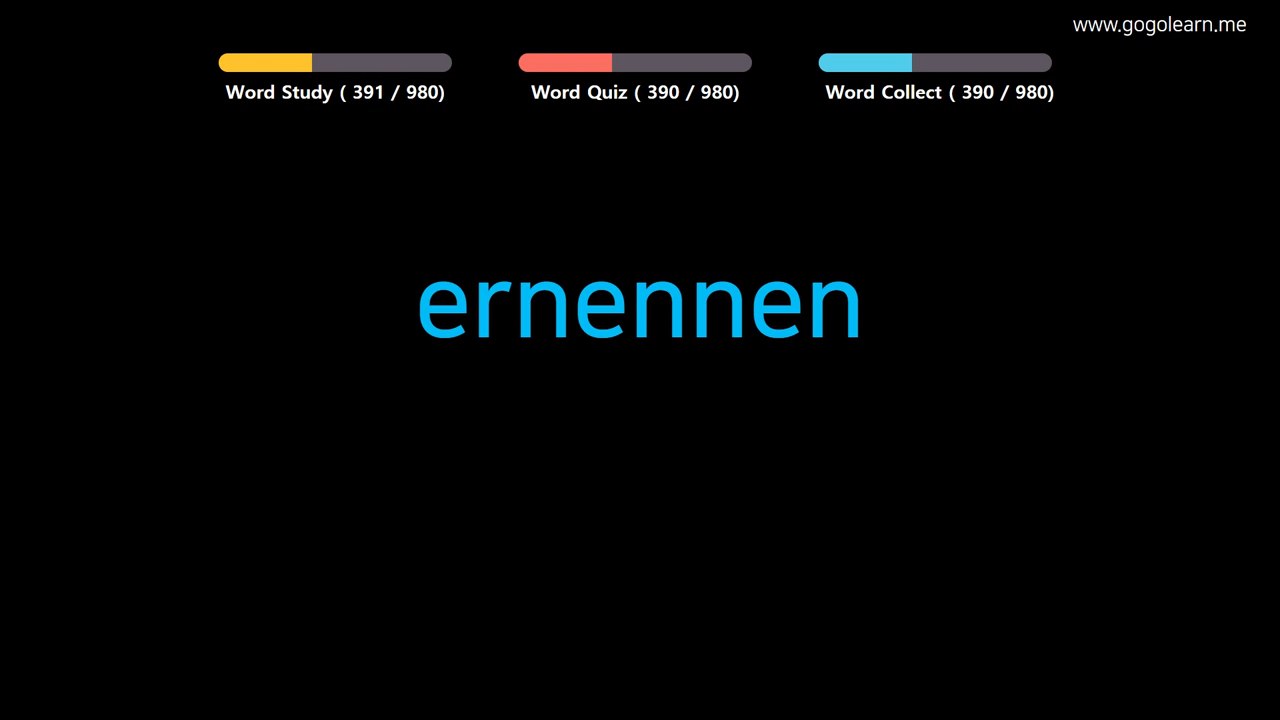 www.gogolearn.me
Word Study ( 391 / 980)
Word Quiz ( 390 / 980)
Word Collect ( 390 / 980)
ernennen